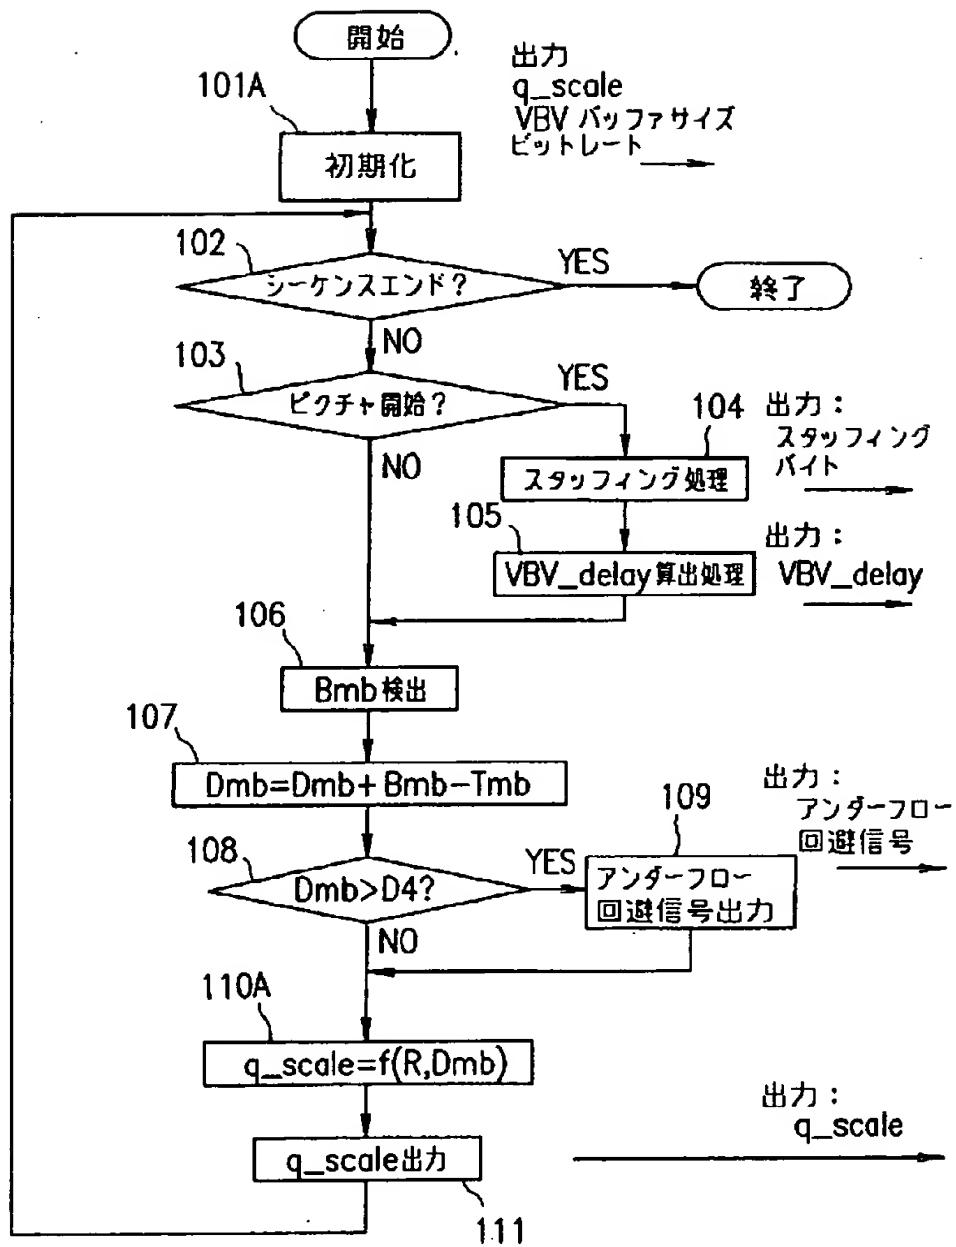 開始
出力
q_scale
VBV バッファサイズ
ビットレート
101A
初期化
102
シーケンスエンド?
YES
終了
NO
103
ピクチャ開始?
YES
NO
104
出力:
スタッフィング
バイト
スタッフィング処理
105
出力:
VBV_delay
VBV_delay算出処理
106
Bmb検出
107
Dmb=Dmb+Bmb-Tmb
108
Dmb>D4?
YES
NO
109
出力:
アンダーフロー
回避信号
アンダーフロー
回避信号出力
110A
q_scale=f(R,Dmb)
出力:
q_scale
q_scale出力
111